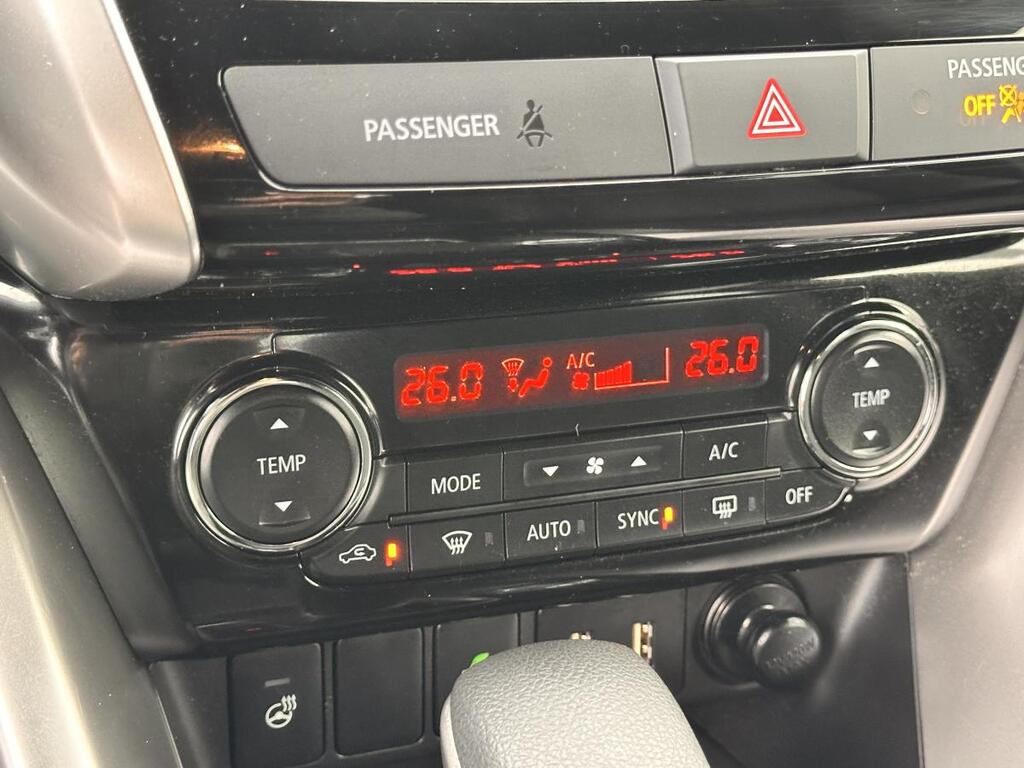 PASSENGER
PASSENG
OFF
26.0 A/C 26.0
TEMP
TEMP
MODE
A/C
AUTO
SYNC
OFF